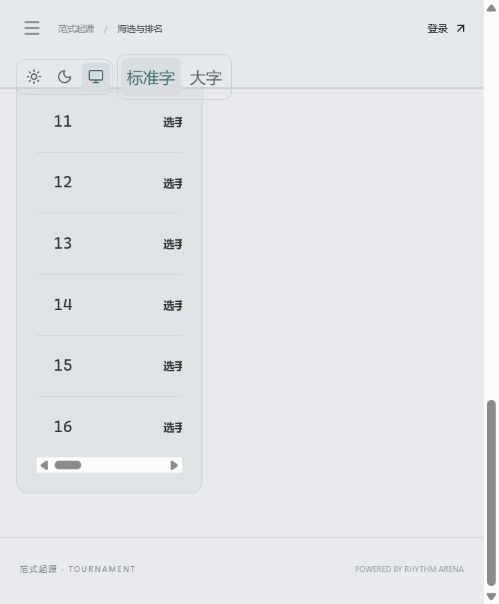 范式起源 / 海选与排名 登录
标准字 大字
11 选手
12 选手
13 选手
14 选手
15 选手
16 选手
范式起源 · TOURNAMENT POWERED BY RHYTHM ARENA